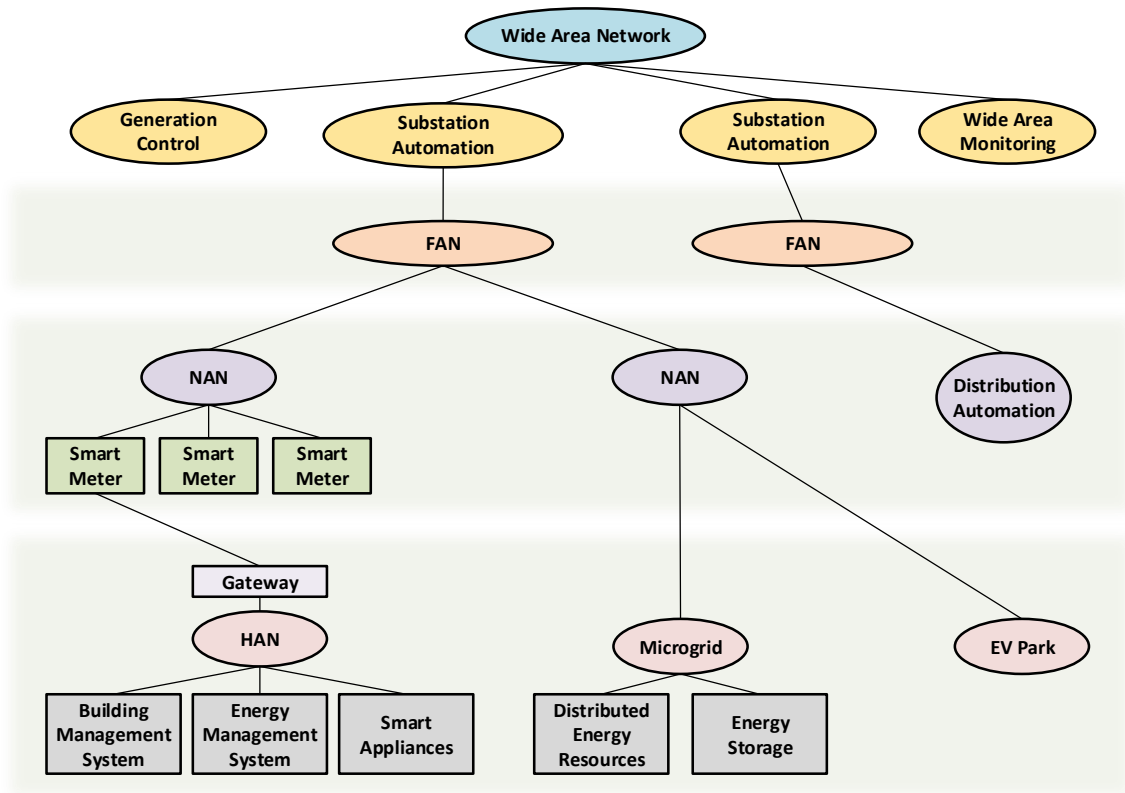 Wide Area Network
Generation
Control
Substation
Automation
Substation
Automation
Wide Area
Monitoring
FAN
FAN
NAN
NAN
Distribution
Automation
Smart
Meter
Smart
Meter
Smart
Meter
Gateway
HAN
Microgrid
EV Park
Building
Management
System
Energy
Management
System
Smart
Appliances
Distributed
Energy
Resources
Energy
Storage